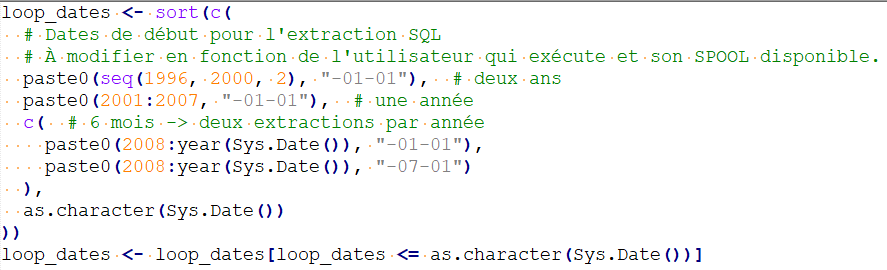 loop_dates <- sort(c(
  # Dates de début pour l'extraction SQL
  # À modifier en fonction de l'utilisateur qui exécute et son SPOOL disponible.
  paste0(seq(1996, 2000, 2), "-01-01"),  # deux ans
  paste0(2001:2007, "-01-01"),  # une année
  c(  # 6 mois -> deux extractions par année
    paste0(2008:year(Sys.Date()), "-01-01"),
    paste0(2008:year(Sys.Date()), "-07-01")
  ),
  as.character(Sys.Date())
))
loop_dates <- loop_dates[loop_dates <= as.character(Sys.Date())]